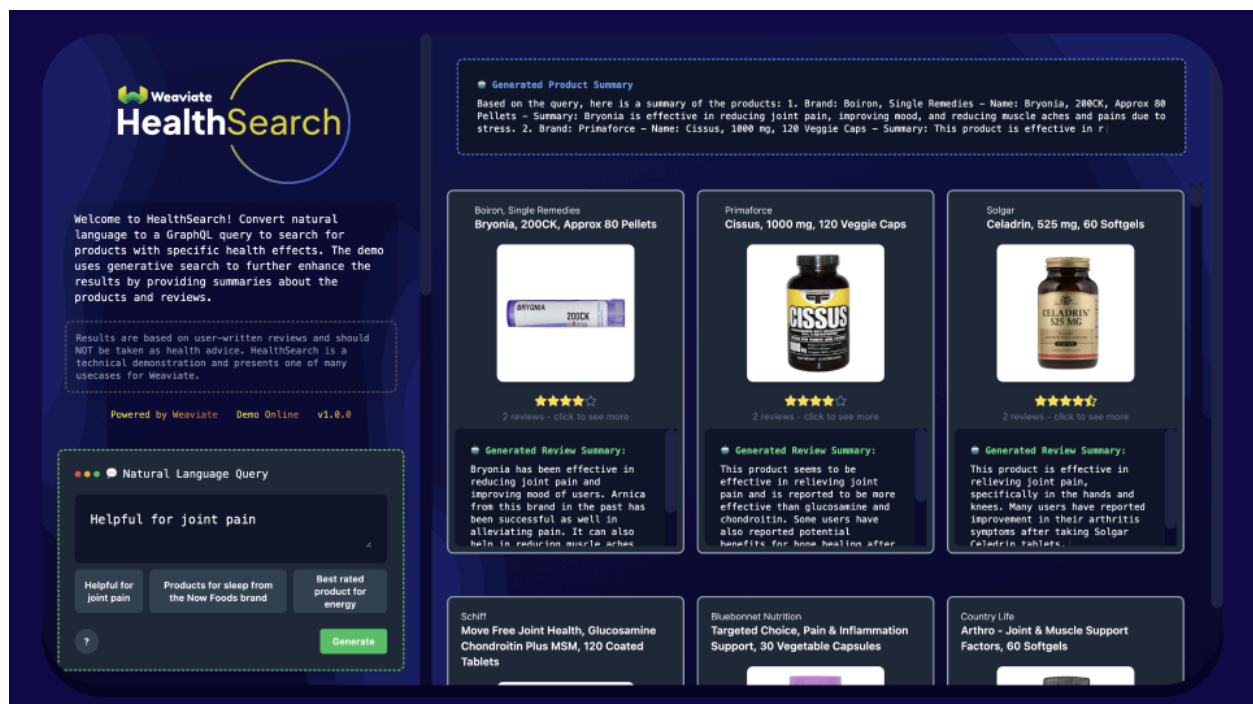 Weaviate
HealthSearch
Welcome to HealthSearch! Convert natural
language to a GraphQL query to search for
products with specific health effects. The demo
uses generative search to further enhance the
results by providing summaries about the
products and reviews.
Results are based on user-written reviews and should
NOT be taken as health advice. HealthSearch is a
technical demonstration and presents one of many
usecases for Weaviate.
Powered by Weaviate Demo Online v1.0.0
Natural Language Query
Helpful for joint pain
Helpful for
joint pain
Products for sleep from
the Now Foods brand
Best rated
product for
energy
?
Generate
Generated Product Summary
Based on the query, here is a summary of the products: 1. Brand: Boiron, Single Remedies – Name: Bryonia, 200CK, Approx 80
Pellets – Summary: Bryonia is effective in reducing joint pain, improving mood, and reducing muscle aches and pains due to
stress. 2. Brand: Primaforce – Name: Cissus, 1000 mg, 120 Veggie Caps – Summary: This product is effective in r
Boiron, Single Remedies
Bryonia, 200CK, Approx 80 Pellets
BRYONIA
200CK
2 reviews - click to see more
Generated Review Summary:
Bryonia has been effective in
reducing joint pain and
improving mood of users. Arnica
from this brand in the past has
been successful as well in
alleviating pain. It can also
help in reducing muscle aches
Primaforce
Cissus, 1000 mg, 120 Veggie Caps
CISSUS
2 reviews - click to see more
Generated Review Summary:
This product seems to be
effective in relieving joint
pain and is reported to be more
effective than glucosamine and
chondroitin. Some users have
also reported potential
benefits for bone healing after
Solgar
Celadrin, 525 mg, 60 Softgels
CELADRIN
525 MG
2 reviews - click to see more
Generated Review Summary:
This product is effective in
relieving joint pain,
specifically in the hands and
knees. Many users have reported
improvement in their arthritis
symptoms after taking Solgar
Celedrin tablets.
Schiff
Move Free Joint Health, Glucosamine
Chondroitin Plus MSM, 120 Coated
Tablets
Bluebonnet Nutrition
Targeted Choice, Pain & Inflammation
Support, 30 Vegetable Capsules
Country Life
Arthro - Joint & Muscle Support
Factors, 60 Softgels